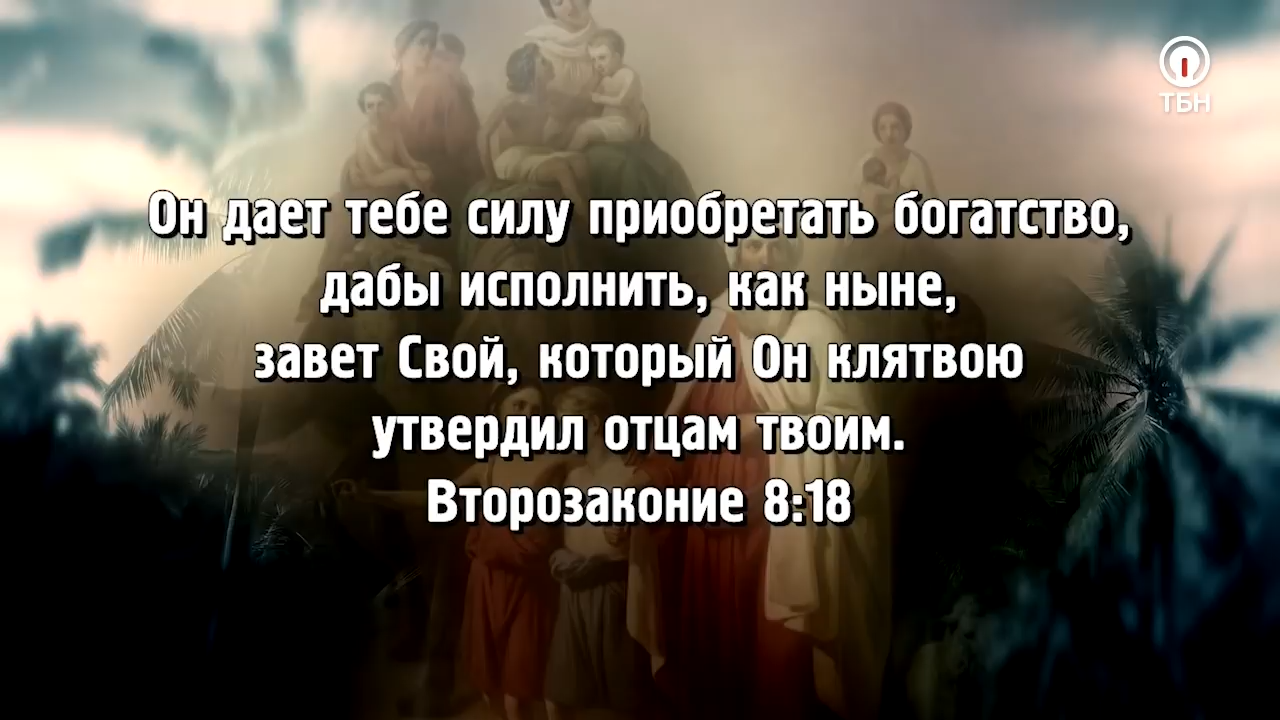 ТБН
Он дает тебе силу приобретать богатство,
дабы исполнить, как ныне,
завет Свой, который Он клятвою
утвердил отцам твоим.
Второзаконие 8:18